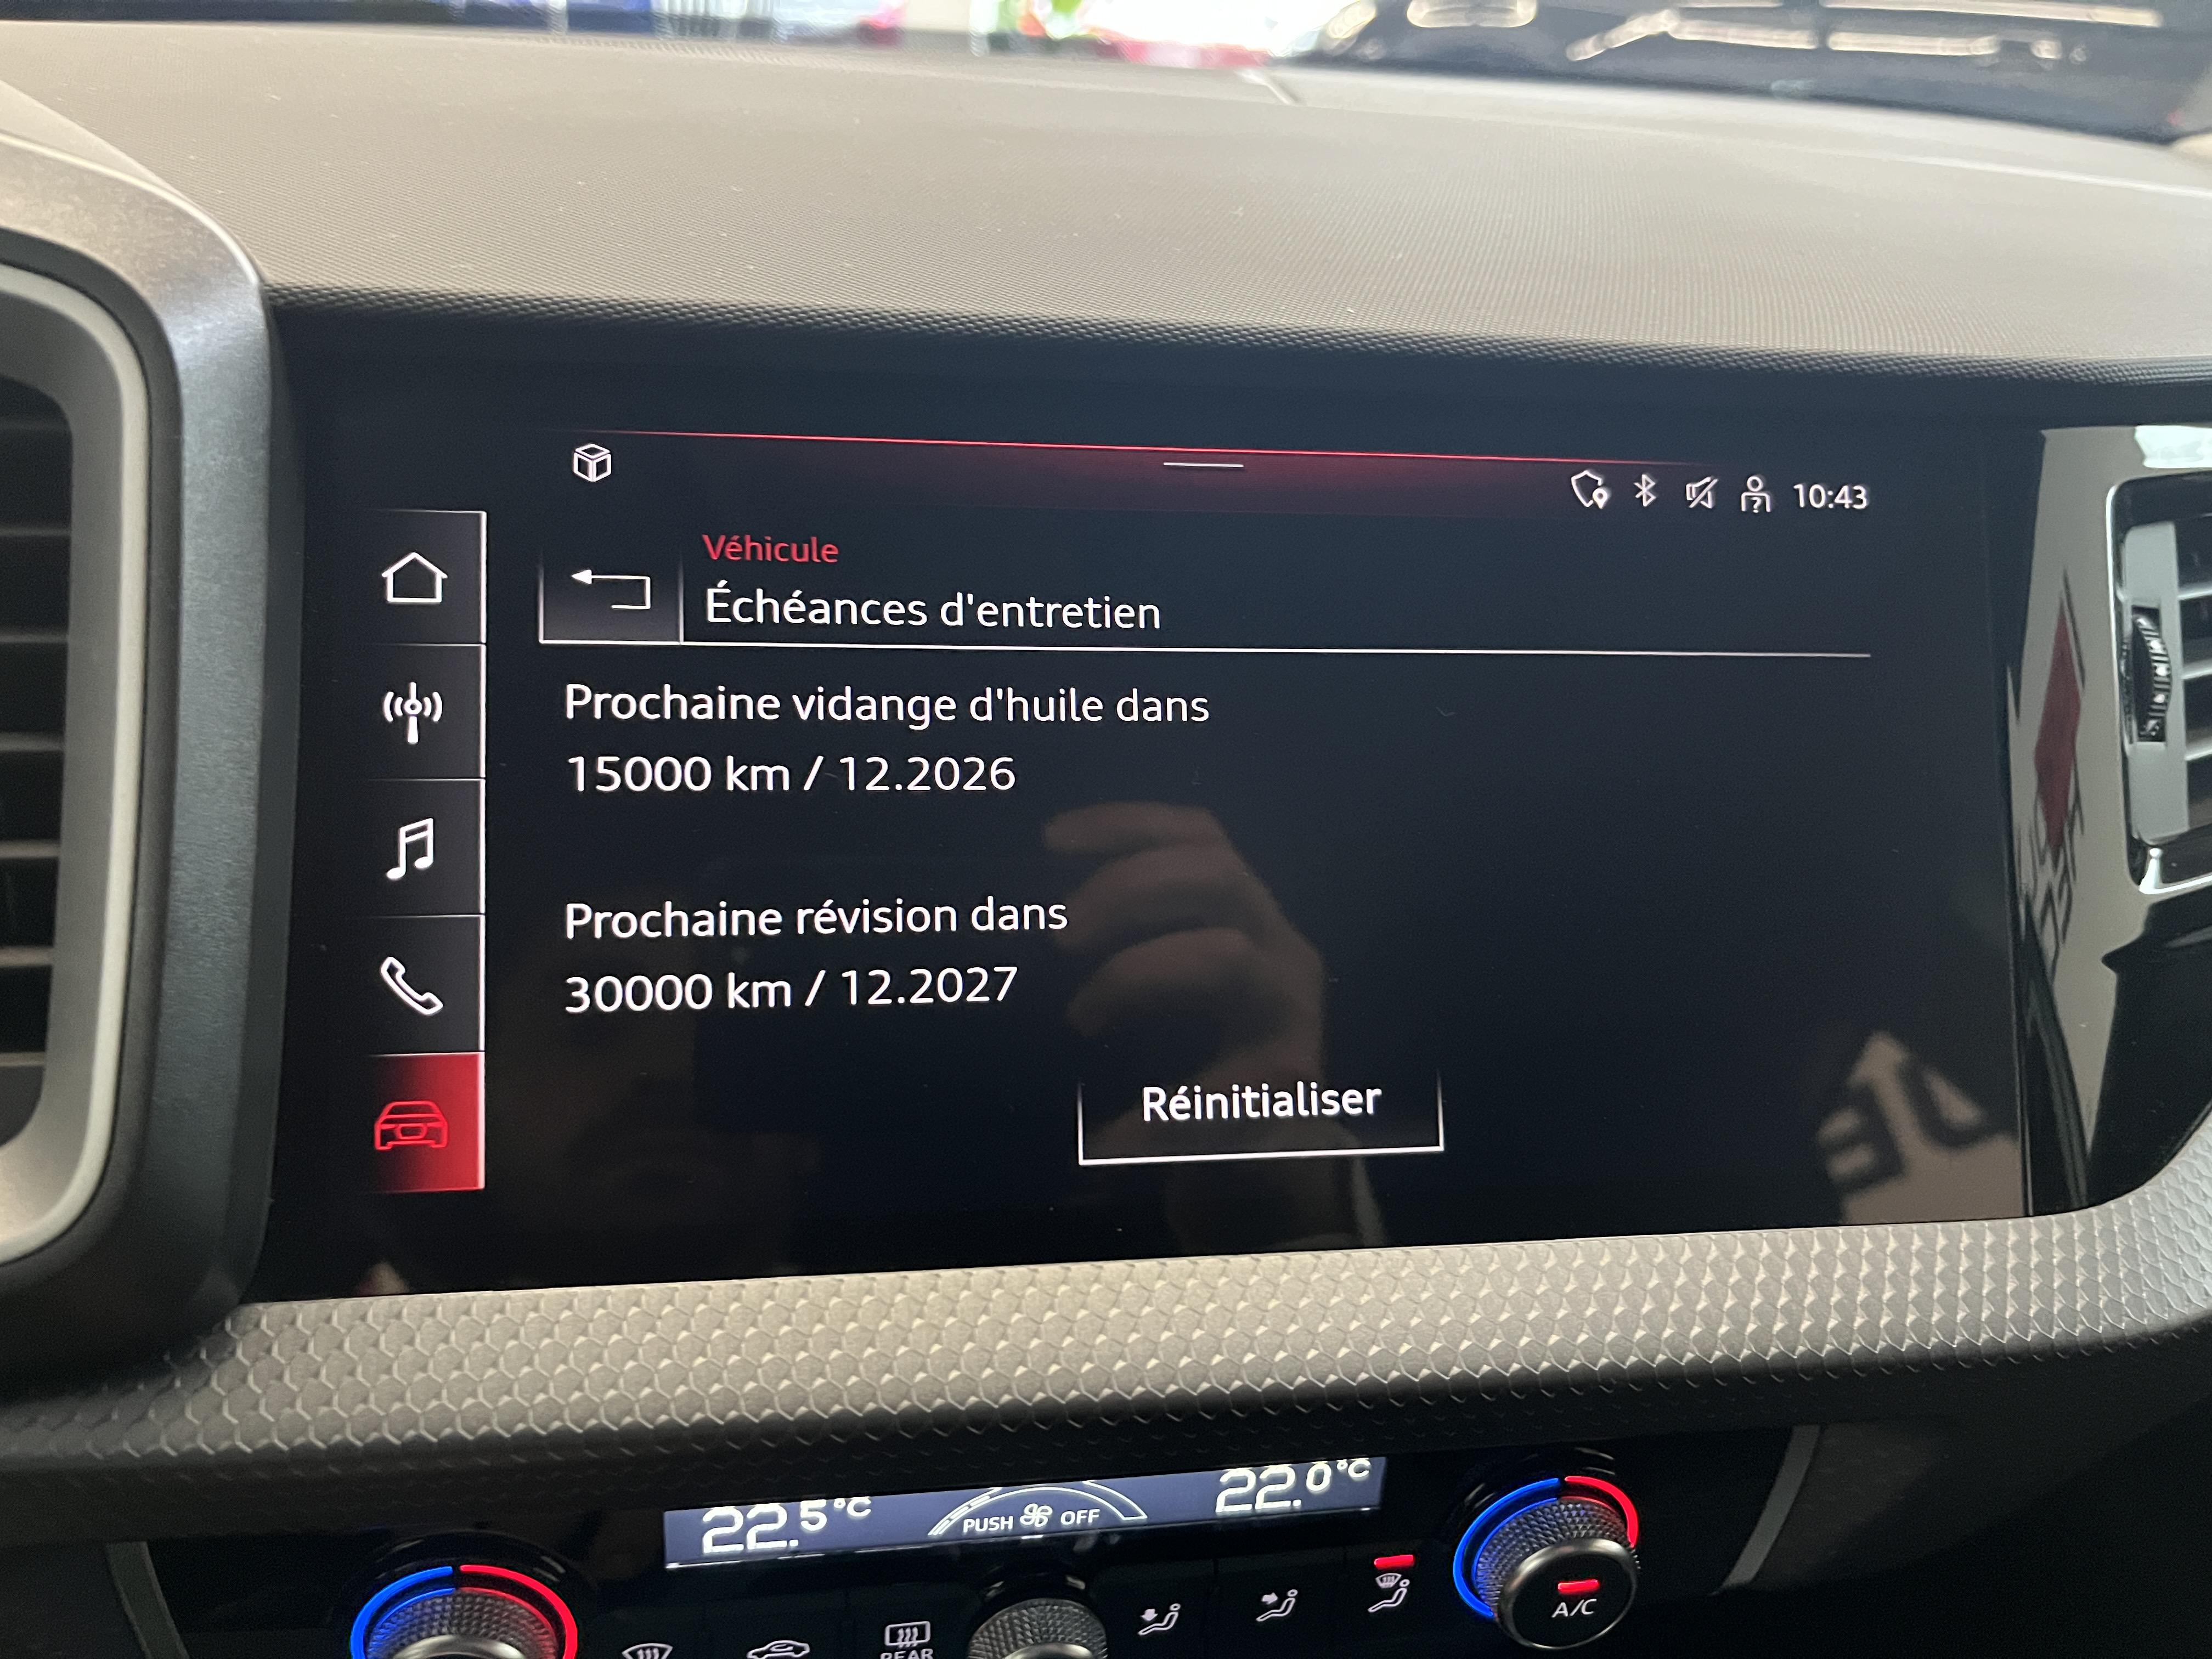 10:43
Véhicule
Échéances d'entretien
Prochaine vidange d'huile dans
15000 km / 12.2026
Prochaine révision dans
30000 km / 12.2027
Réinitialiser
22.5°C
PUSH OFF
22.0°C
A/C
REAR